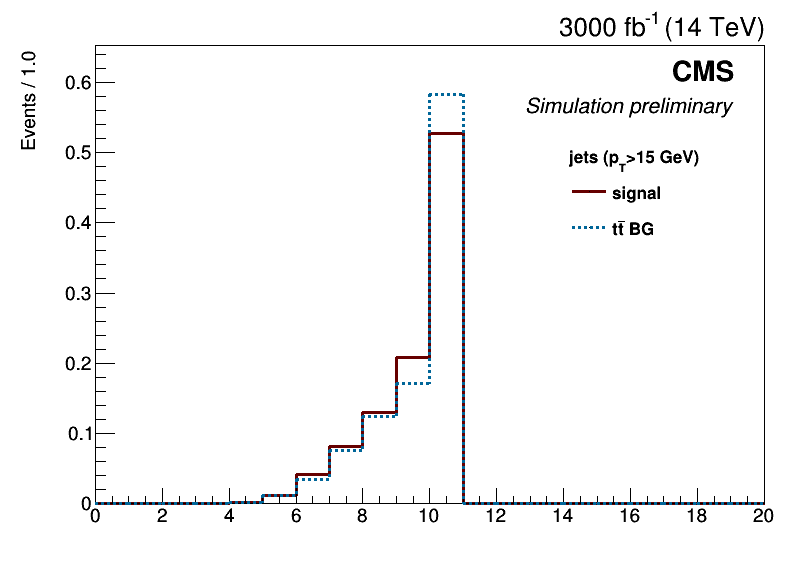 3000 fb⁻¹ (14 TeV)
Events / 1.0
CMS
Simulation preliminary
jets (p_T>15 GeV)
signal
tt̄ BG
0.6
0.5
0.4
0.3
0.2
0.1
0
0 2 4 6 8 10 12 14 16 18 20